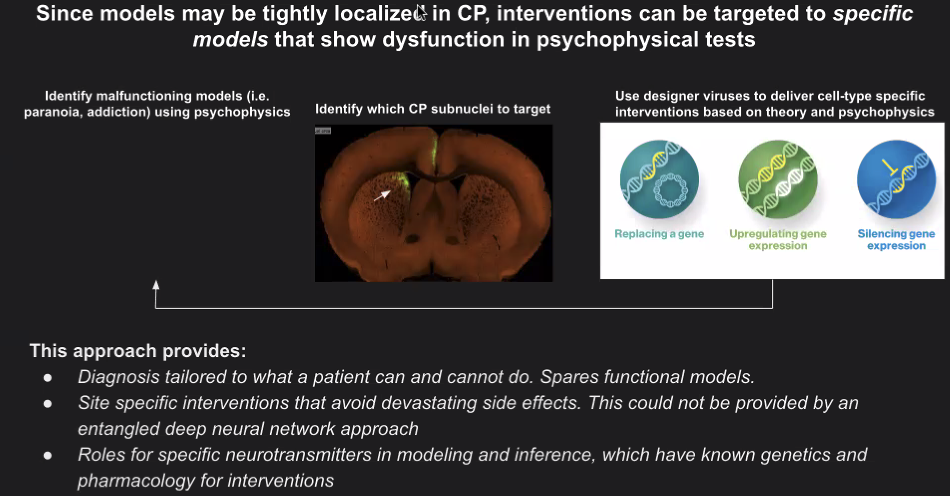 Since models may be tightly localized in CP, interventions can be targeted to specific
models that show dysfunction in psychophysical tests
Identify malfunctioning models (i.e.
paranoia, addiction) using psychophysics
Identify which CP subnuclei to target
Use designer viruses to deliver cell-type specific
interventions based on theory and psychophysics
Replacing a gene
Upregulating gene
expression
Silencing gene
expression
This approach provides:
● Diagnosis tailored to what a patient can and cannot do. Spares functional models.
● Site specific interventions that avoid devastating side effects. This could not be provided by an
entangled deep neural network approach
● Roles for specific neurotransmitters in modeling and inference, which have known genetics and
pharmacology for interventions